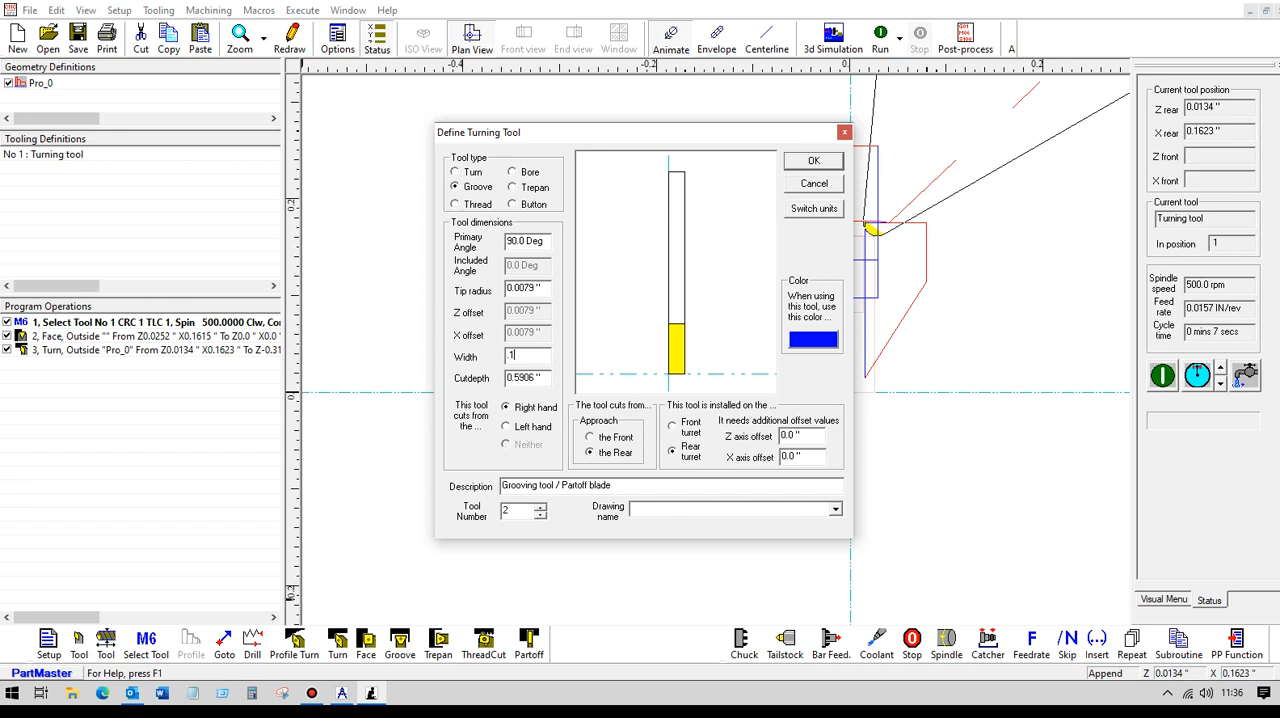 File Edit View Setup Tooling Machining Macros Execute Window Help
New Open Save Print Cut Copy Paste Zoom Redraw Options Status ISO View Plan View Front view End view Window Animate Envelope Centerline 3d Simulation Run Stop Post-process A
Geometry Definitions
Pro_0
Tooling Definitions
No 1 : Turning tool
Program Operations
M6 1, Select Tool No 1 CRC 1 TLC 1, Spin 500.0000 Clw, Con
2, Face, Outside "" From Z0.0252 X0.1615 To Z0.0 X0.0
3, Turn, Outside "Pro_0" From Z0.0134 X0.1623 To Z-0.31
-0.4 -0.2 0.0 0.2
0.2
0.
0.2
Define Turning Tool
Tool type
Turn Bore
Groove Trepan
Thread Button
Tool dimensions
Primary Angle 90.0 Deg
Included Angle 0.0 Deg
Tip radius 0.0079 "
Z offset 0.0079 "
X offset 0.0079 "
Width .1
Cutdepth 0.5906 "
This tool cuts from the ...
Right hand
Left hand
Neither
The tool cuts from...
Approach
the Front
the Rear
This tool is installed on the ...
Front turret
Rear turret
It needs additional offset values
Z axis offset 0.0 "
X axis offset 0.0 "
OK
Cancel
Switch units
Color
When using this tool, use this color ...
Description Grooving tool / Partoff blade
Tool Number 2
Drawing name
Current tool position
Z rear 0.0134 "
X rear 0.1623 "
Z front
X front
Current tool
Turning tool
In position 1
Spindle speed 500.0 rpm
Feed rate 0.0157 IN/rev
Cycle time 0 mins 7 secs
Visual Menu Status
Setup Tool Tool Select Tool Profile Goto Drill Profile Turn Turn Face Groove Trepan ThreadCut Partoff Chuck Tailstock Bar Feed. Coolant Stop Spindle Catcher Feedrate Skip Insert Repeat Subroutine PP Function
PartMaster For Help, press F1 Append Z 0.0134 " X 0.1623 "
11:36